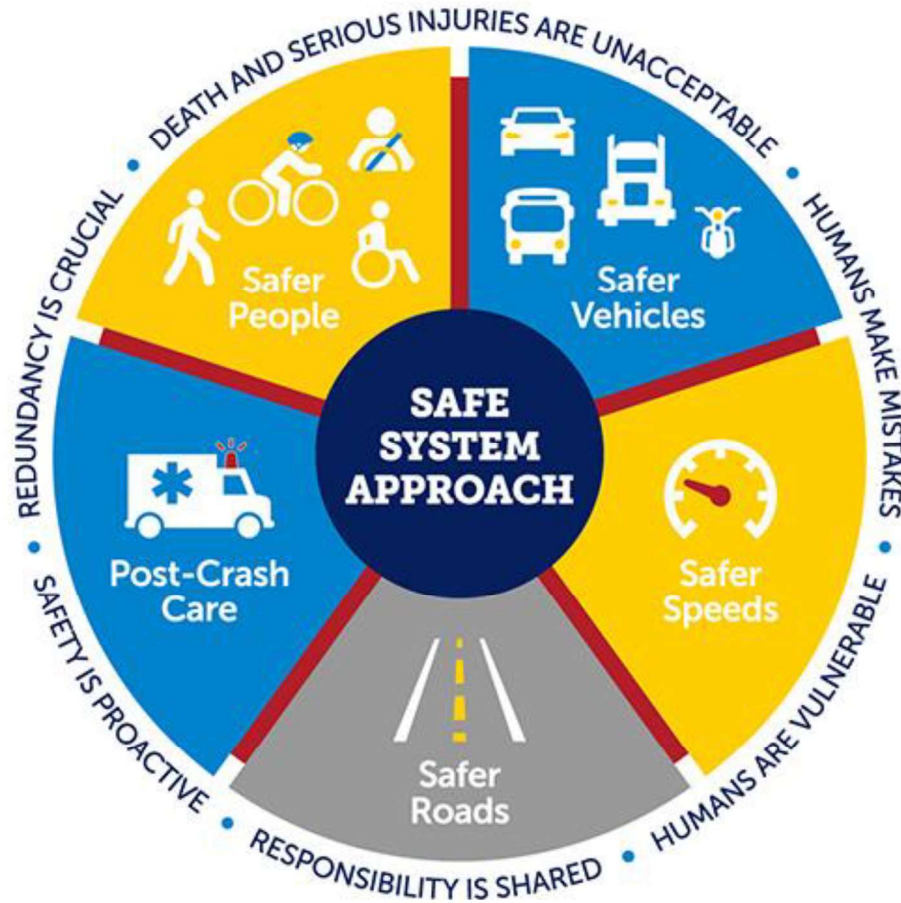 DEATH AND SERIOUS INJURIES ARE UNACCEPTABLE
HUMANS MAKE MISTAKES
HUMANS ARE VULNERABLE
RESPONSIBILITY IS SHARED
SAFETY IS PROACTIVE
REDUNDANCY IS CRUCIAL
Safer
People
Safer
Vehicles
SAFE
SYSTEM
APPROACH
Post-Crash
Care
Safer
Speeds
Safer
Roads